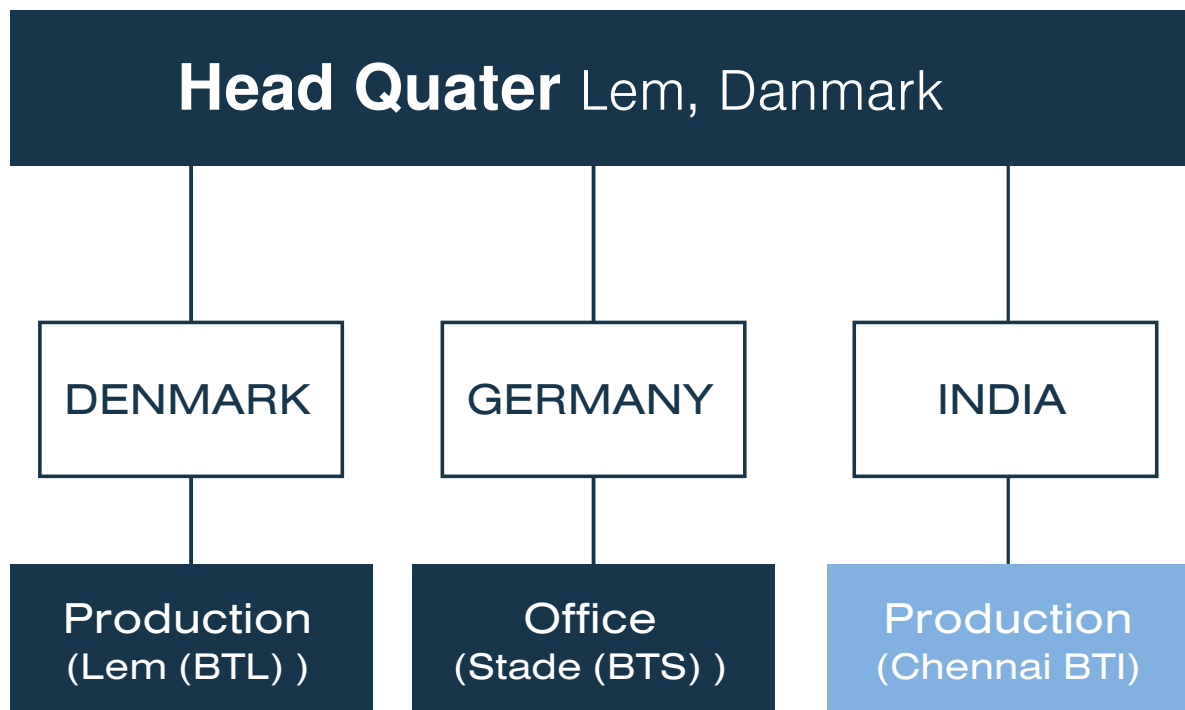 Head Quater Lem, Danmark
DENMARK
GERMANY
INDIA
Production
(Lem (BTL) )
Office
(Stade (BTS) )
Production
(Chennai BTI)